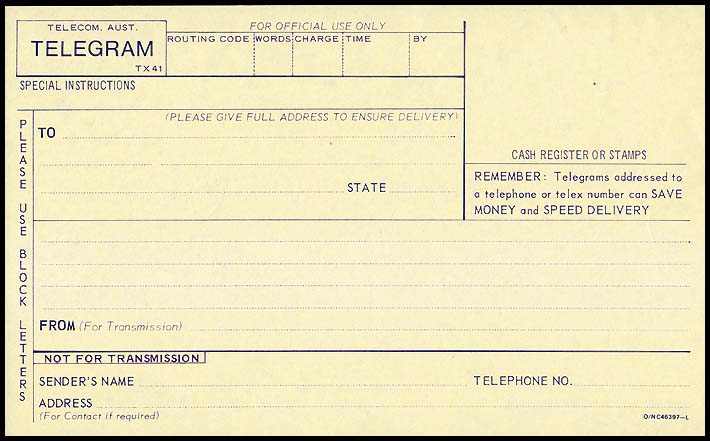 TELECOM. AUST.
TELEGRAM
TX 41
FOR OFFICIAL USE ONLY
ROUTING CODE WORDS CHARGE TIME BY
SPECIAL INSTRUCTIONS
PLEASE USE BLOCK LETTERS
(PLEASE GIVE FULL ADDRESS TO ENSURE DELIVERY)
TO
STATE
CASH REGISTER OR STAMPS
REMEMBER: Telegrams addressed to
a telephone or telex number can SAVE
MONEY and SPEED DELIVERY
FROM (For Transmission)
NOT FOR TRANSMISSION
SENDER'S NAME TELEPHONE NO.
ADDRESS
(For Contact if required)
O/NC46397-L